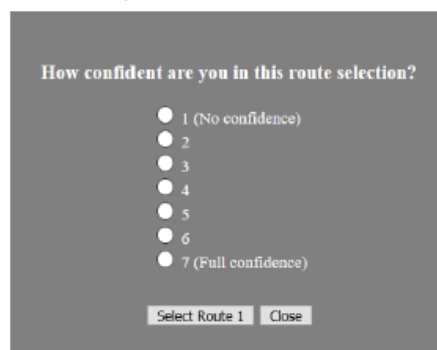 How confident are you in this route selection?
1 (No confidence)
2
3
4
5
6
7 (Full confidence)
Select Route 1 Close